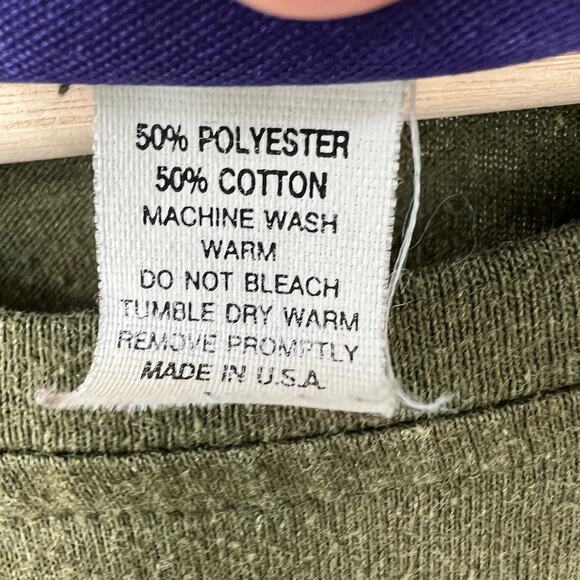 50% POLYESTER
50% COTTON
MACHINE WASH
WARM
DO NOT BLEACH
TUMBLE DRY WARM
REMOVE PROMPTLY
MADE IN U.S.A